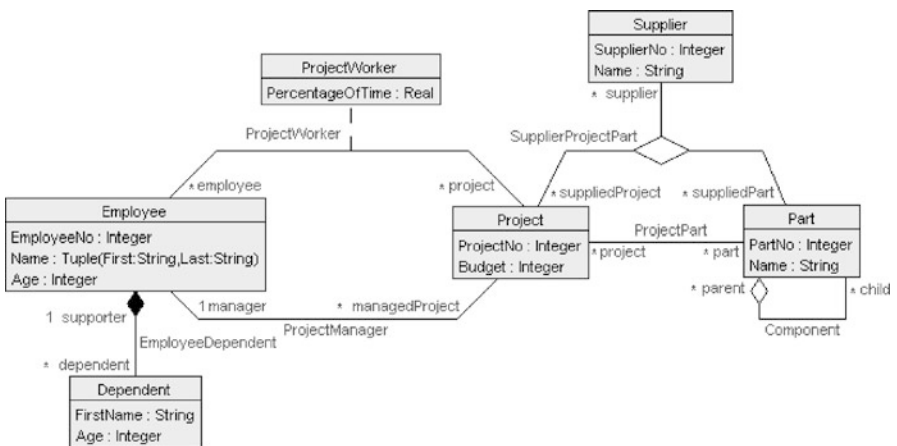 Supplier
SupplierNo : Integer
Name : String
* supplier
SupplierProjectPart
* suppliedProject
* suppliedPart
ProjectWorker
PercentageOfTime : Real
ProjectWorker
* employee
* project
Employee
EmployeeNo : Integer
Name : Tuple(First:String,Last:String)
Age : Integer
Project
ProjectNo : Integer
Budget : Integer
ProjectPart
* project
* part
Part
PartNo : Integer
Name : String
* parent
* child
Component
1 manager
* managedProject
ProjectManager
1 supporter
EmployeeDependent
* dependent
Dependent
FirstName : String
Age : Integer